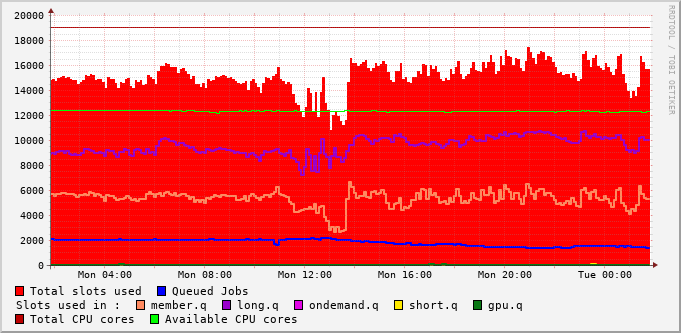 20000
18000
16000
14000
12000
10000
8000
6000
4000
2000
0
Mon 04:00 Mon 08:00 Mon 12:00 Mon 16:00 Mon 20:00 Tue 00:00
Total slots used Queued Jobs
Slots used in : member.q long.q ondemand.q short.q gpu.q
Total CPU cores Available CPU cores
RRDTOOL / TOBI OETIKER